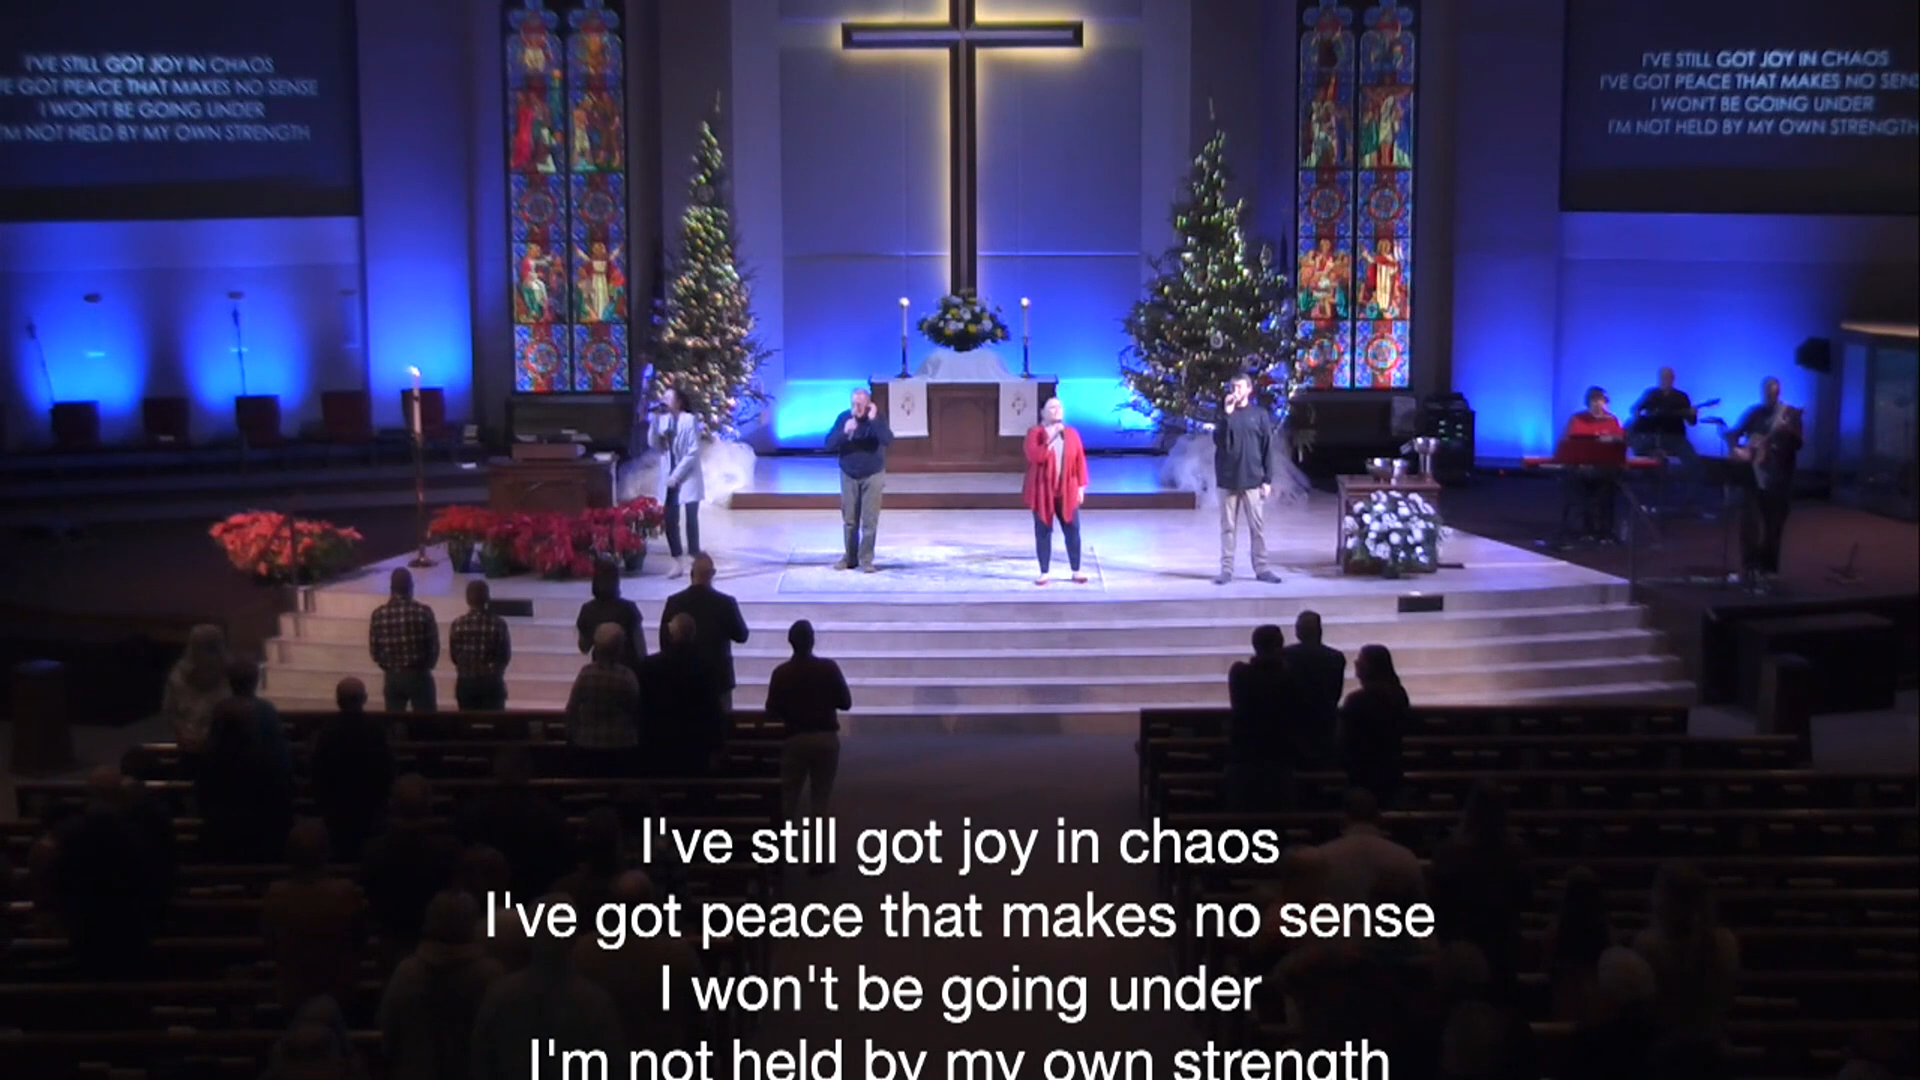 I'VE STILL GOT JOY IN CHAOS
I'VE GOT PEACE THAT MAKES NO SENSE
I WON'T BE GOING UNDER
I'M NOT HELD BY MY OWN STRENGTH
I'VE STILL GOT JOY IN CHAOS
I'VE GOT PEACE THAT MAKES NO SENSE
I WON'T BE GOING UNDER
I'M NOT HELD BY MY OWN STRENGTH
I've still got joy in chaos
I've got peace that makes no sense
I won't be going under
I'm not held by my own strength